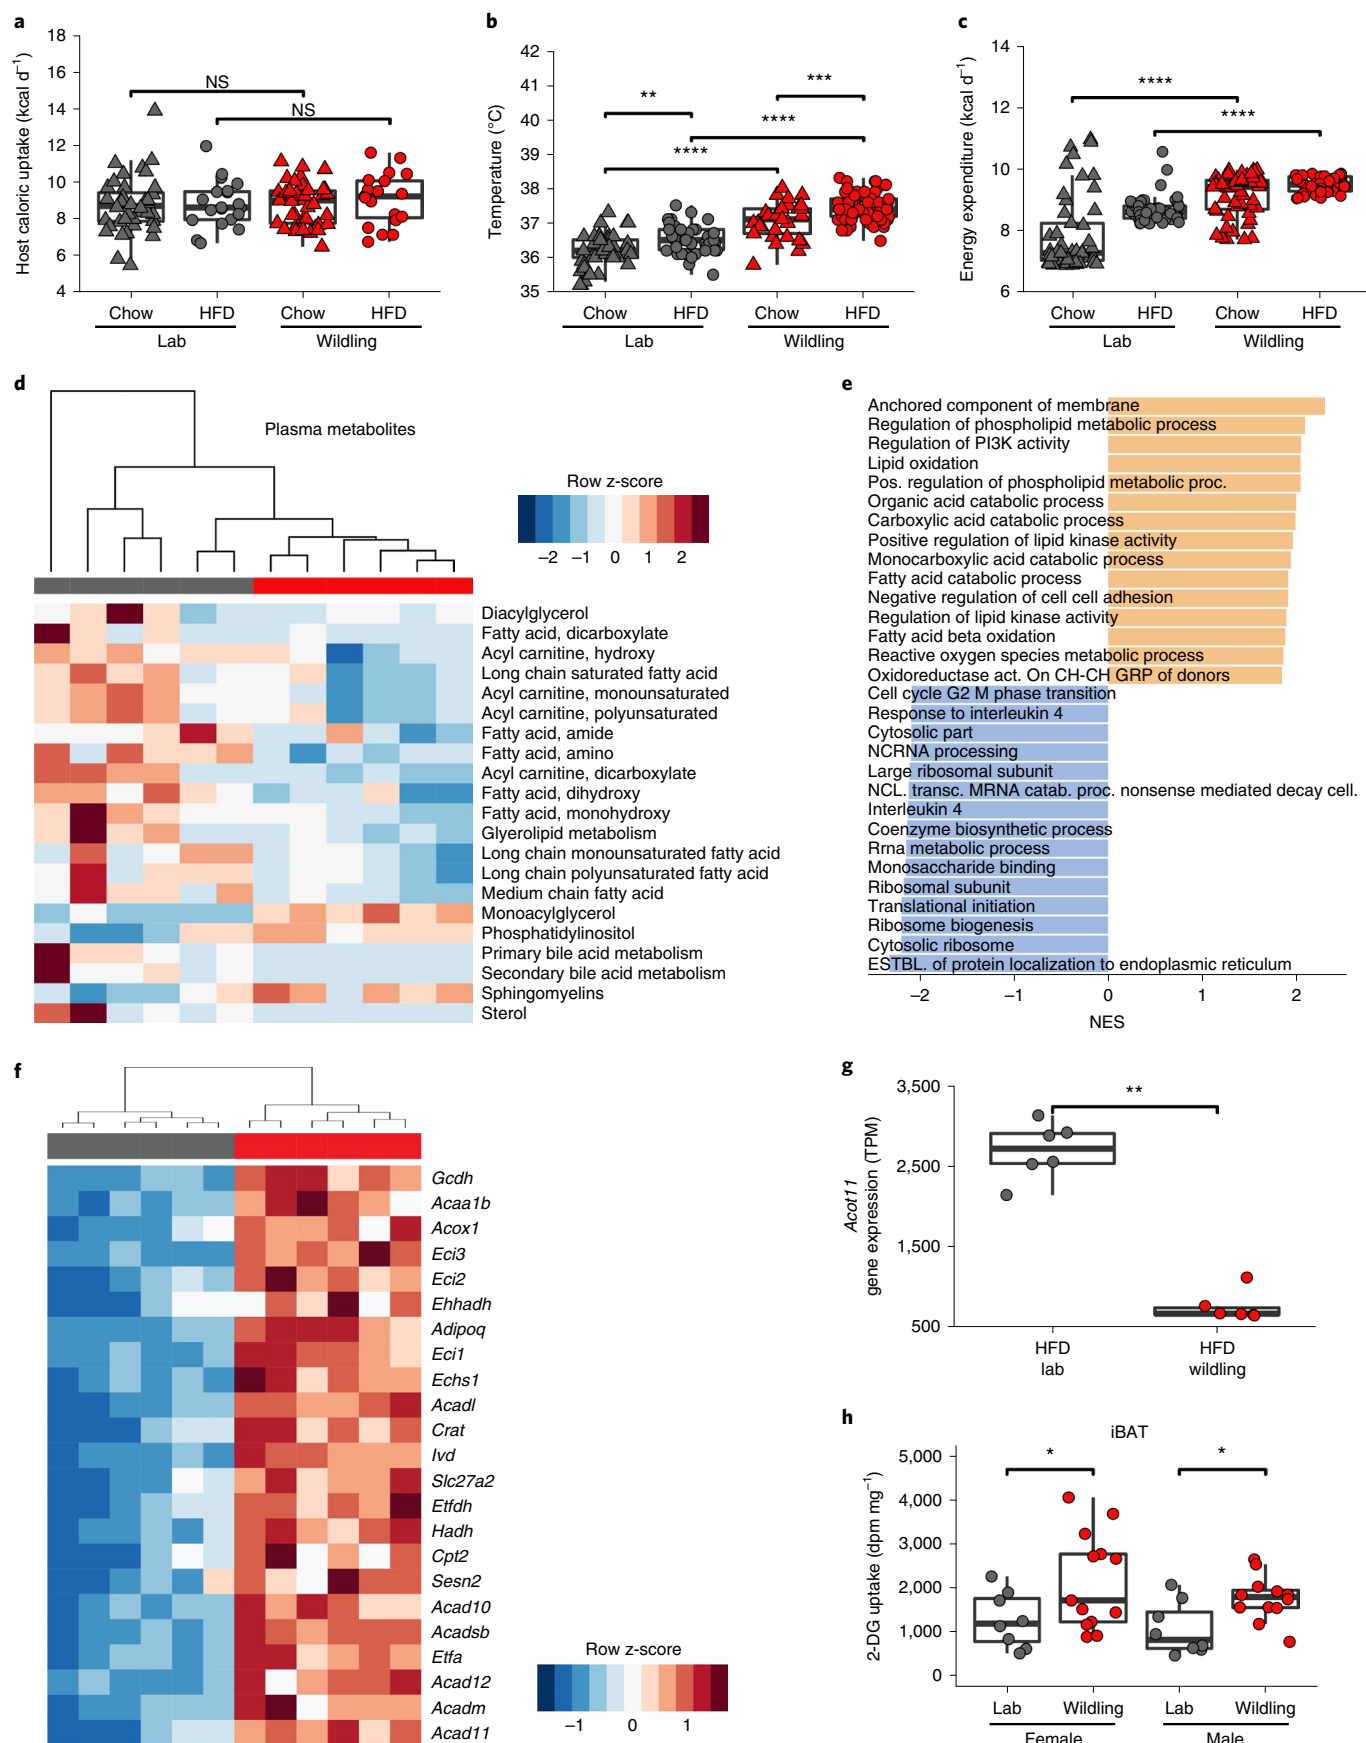 a
Host caloric uptake (kcal d⁻¹)
18
16
14
12
10
8
6
4
NS
NS
Chow
HFD
Chow
HFD
Lab
Wildling
b
Temperature (°C)
42
41
40
39
38
37
36
35
**
***
****
****
Chow
HFD
Chow
HFD
Lab
Wildling
c
Energy expenditure (kcal d⁻¹)
14
12
10
8
6
****
****
Chow
HFD
Chow
HFD
Lab
Wildling
d
Plasma metabolites
Row z-score
–2 –1 0 1 2
Diacylglycerol
Fatty acid, dicarboxylate
Acyl carnitine, hydroxy
Long chain saturated fatty acid
Acyl carnitine, monounsaturated
Acyl carnitine, polyunsaturated
Fatty acid, amide
Fatty acid, amino
Acyl carnitine, dicarboxylate
Fatty acid, dihydroxy
Fatty acid, monohydroxy
Glyerolipid metabolism
Long chain monounsaturated fatty acid
Long chain polyunsaturated fatty acid
Medium chain fatty acid
Monoacylglycerol
Phosphatidylinositol
Primary bile acid metabolism
Secondary bile acid metabolism
Sphingomyelins
Sterol
e
Anchored component of membrane
Regulation of phospholipid metabolic process
Regulation of PI3K activity
Lipid oxidation
Pos. regulation of phospholipid metabolic proc.
Organic acid catabolic process
Carboxylic acid catabolic process
Positive regulation of lipid kinase activity
Monocarboxylic acid catabolic process
Fatty acid catabolic process
Negative regulation of cell cell adhesion
Regulation of lipid kinase activity
Fatty acid beta oxidation
Reactive oxygen species metabolic process
Oxidoreductase act. On CH-CH GRP of donors
Cell cycle G2 M phase transition
Response to interleukin 4
Cytosolic part
NCRNA processing
Large ribosomal subunit
NCL. transc. MRNA catab. proc. nonsense mediated decay cell.
Interleukin 4
Coenzyme biosynthetic process
Rrna metabolic process
Monosaccharide binding
Ribosomal subunit
Translational initiation
Ribosome biogenesis
Cytosolic ribosome
ESTBL. of protein localization to endoplasmic reticulum
–2 –1 0 1 2
NES
f
Gcdh
Acaa1b
Acox1
Eci3
Eci2
Ehhadh
Adipoq
Eci1
Echs1
Acadl
Crat
Ivd
Slc27a2
Etfdh
Hadh
Cpt2
Sesn2
Acad10
Acadsb
Etfa
Acad12
Acadm
Acad11
Row z-score
–1 0 1
g
Acot11
gene expression (TPM)
3,500
2,500
1,500
500
**
HFD
lab
HFD
wildling
h
iBAT
2-DG uptake (dpm mg⁻¹)
5,000
4,000
3,000
2,000
1,000
0
*
*
Lab
Wildling
Lab
Wildling
Female
Male